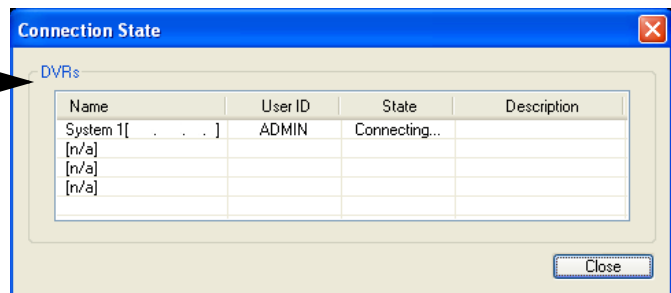 Connection State
DVRs
Name User ID State Description
System 1[ . . . ] ADMIN Connecting...
[n/a]
[n/a]
[n/a]
Close